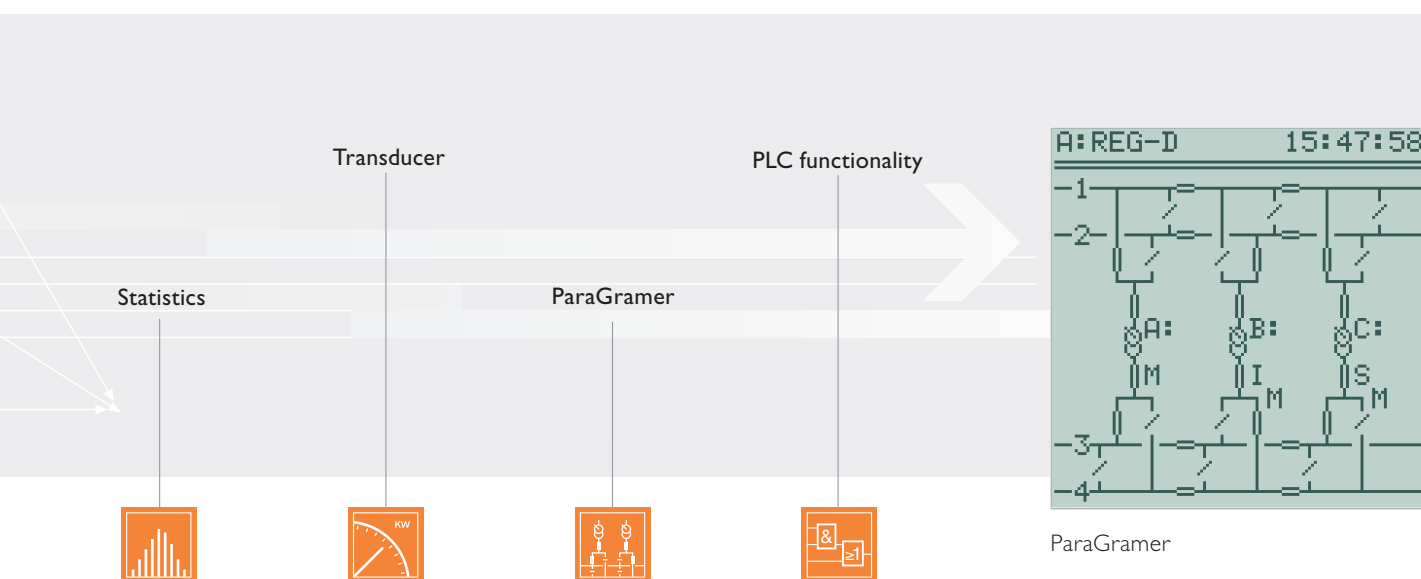 Transducer
PLC functionality
Statistics
ParaGramer
KW
&
≥1
A:REG-D 15:47:58
1
2
A: B: C:
M I S
M M
3
4
ParaGramer